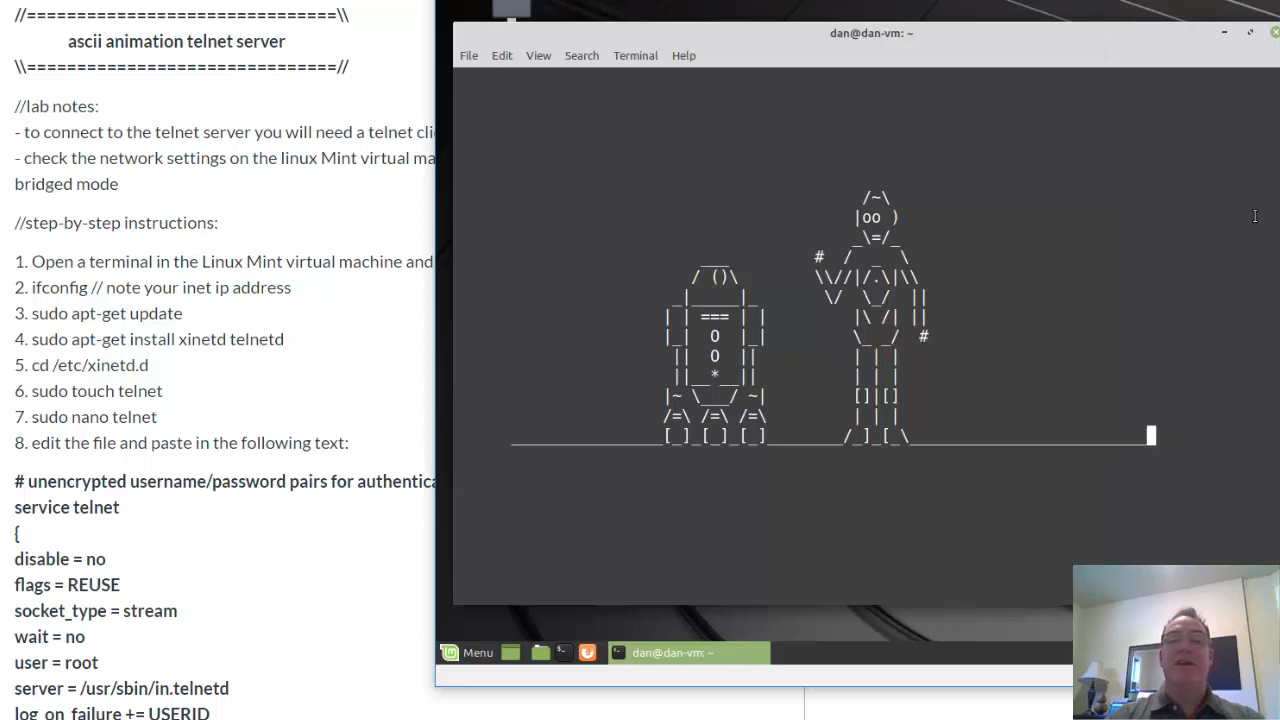 //==============================\\
ascii animation telnet server
\\==============================//
//lab notes:
- to connect to the telnet server you will need a telnet
- check the network settings on the linux Mint virtual
bridged mode
//step-by-step instructions:
1. Open a terminal in the Linux Mint virtual machine and
2. ifconfig // note your inet ip address
3. sudo apt-get update
4. sudo apt-get install xinetd telnetd
5. cd /etc/xinetd.d
6. sudo touch telnet
7. sudo nano telnet
8. edit the file and paste in the following text:
# unencrypted username/password pairs for
service telnet
{
disable = no
flags = REUSE
socket_type = stream
wait = no
user = root
server = /usr/sbin/in.telnetd
log_on_failure += USERID
dan@dan-vm: ~
File Edit View Search Terminal Help
Menu
dan@dan-vm: ~